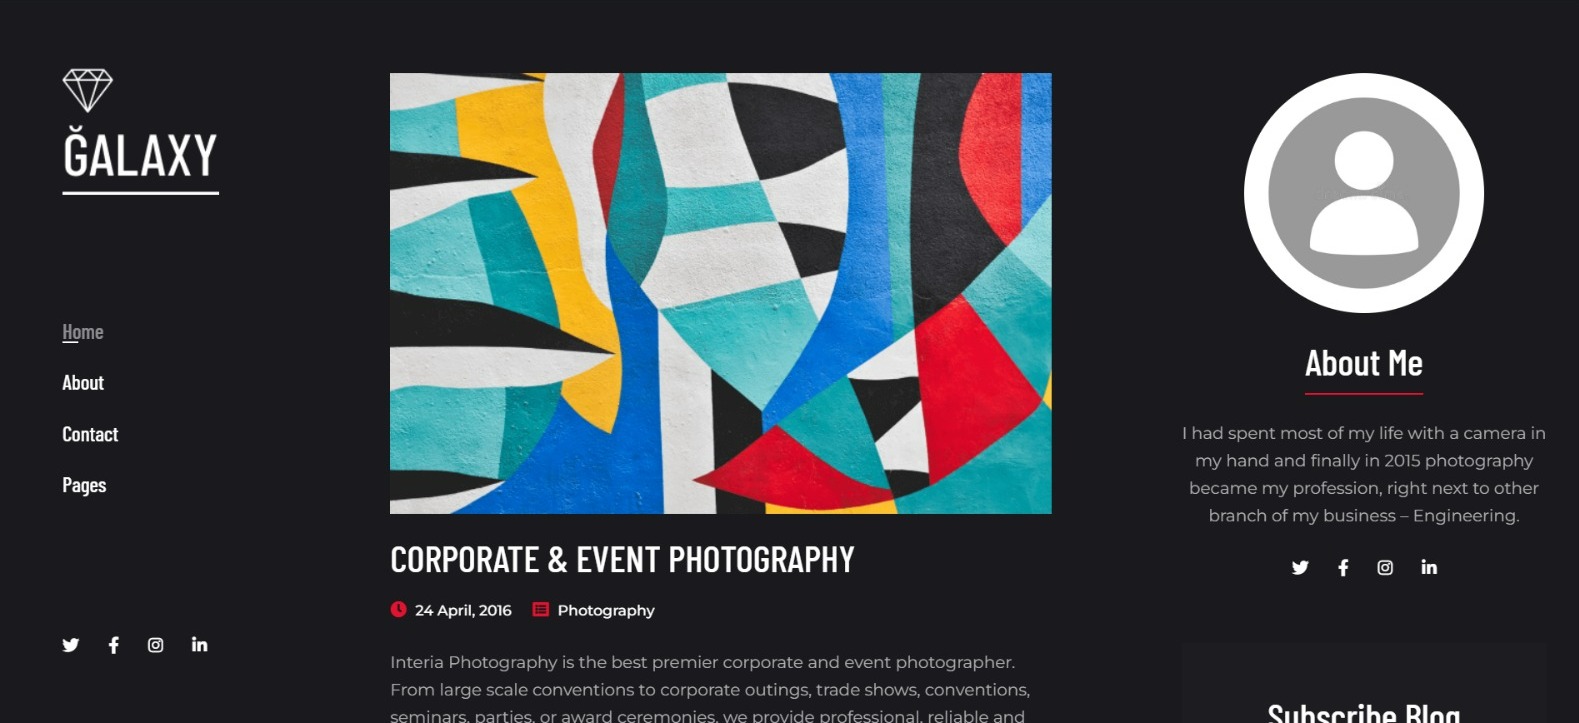 ĞALAXY
Home
About
Contact
Pages
CORPORATE & EVENT PHOTOGRAPHY
24 April, 2016 Photography
Interia Photography is the best premier corporate and event photographer.
From large scale conventions to corporate outings, trade shows, conventions,
seminars, parties, or award ceremonies, we provide professional, reliable and
About Me
I had spent most of my life with a camera in
my hand and finally in 2015 photography
became my profession, right next to other
branch of my business – Engineering.
Subscribe Blog